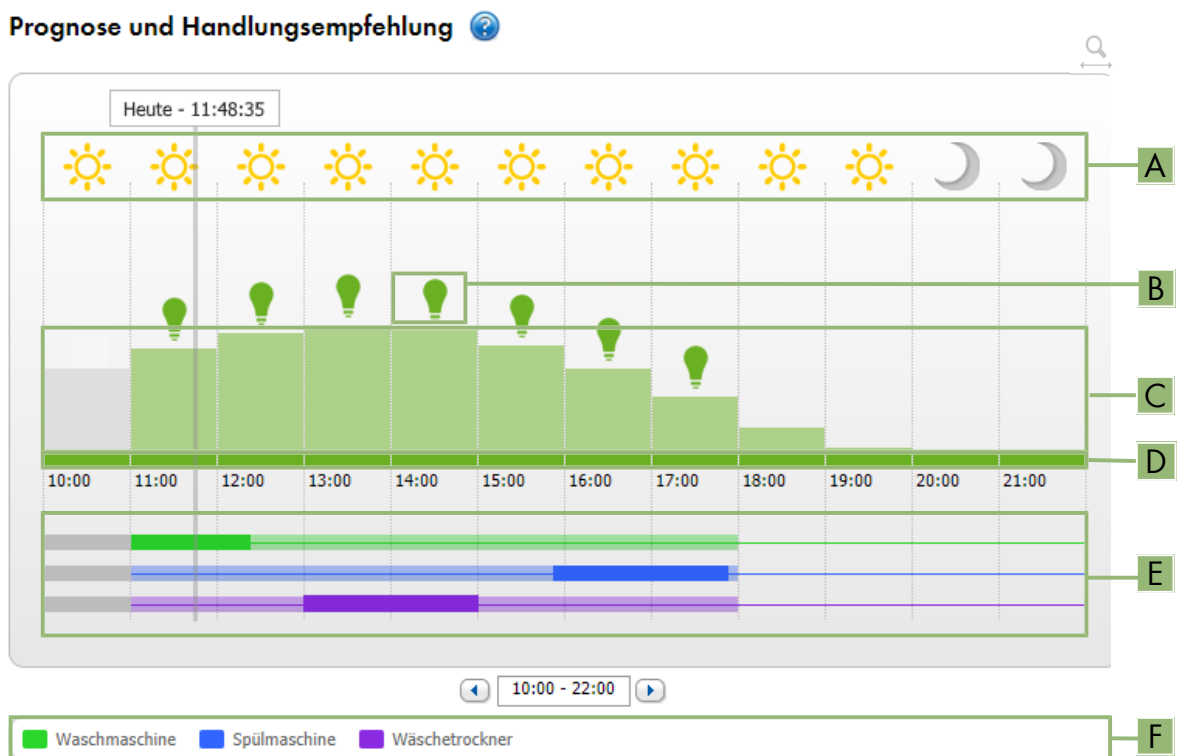 Prognose und Handlungsempfehlung ?
Heute - 11:48:35
A
B
C
D
10:00 11:00 12:00 13:00 14:00 15:00 16:00 17:00 18:00 19:00 20:00 21:00
E
10:00 - 22:00
Waschmaschine Spülmaschine Wäschetrockner F